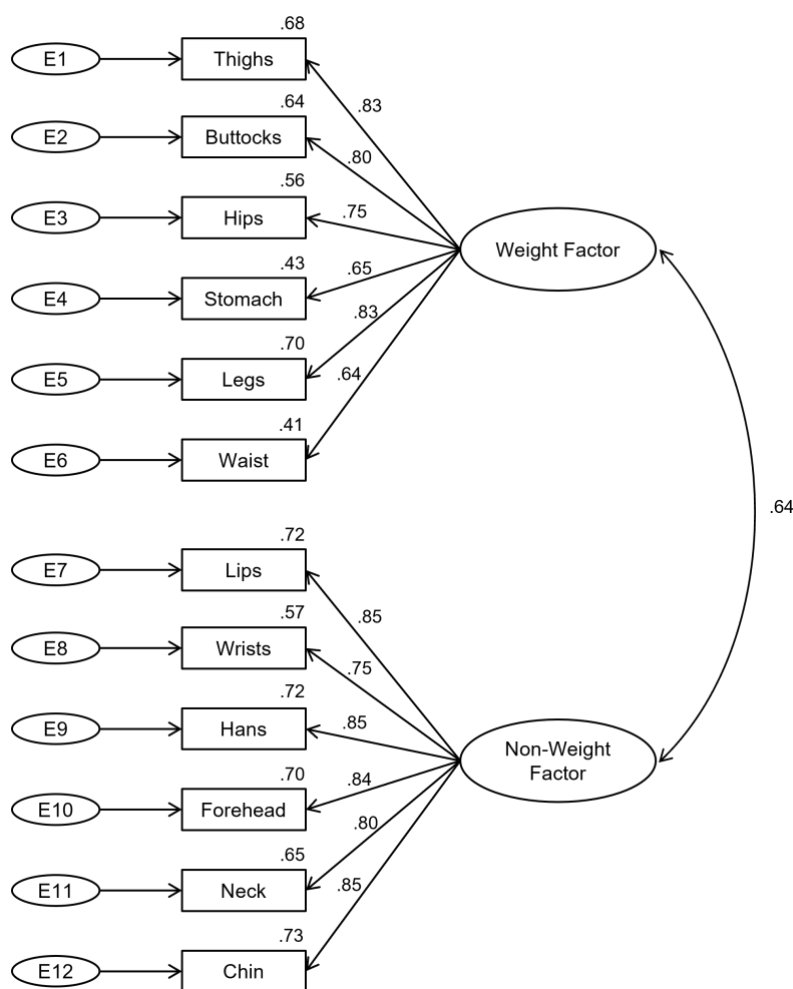 .68
E1 Thighs
.83
.64
E2 Buttocks
.80
.56
E3 Hips
.75
Weight Factor
.43
E4 Stomach
.65
.83
.70
E5 Legs
.64
.41
E6 Waist
.64
.72
E7 Lips
.85
.57
E8 Wrists
.75
.72
E9 Hans
.85
Non-Weight
Factor
.70
E10 Forehead
.84
.80
.65
E11 Neck
.85
.73
E12 Chin